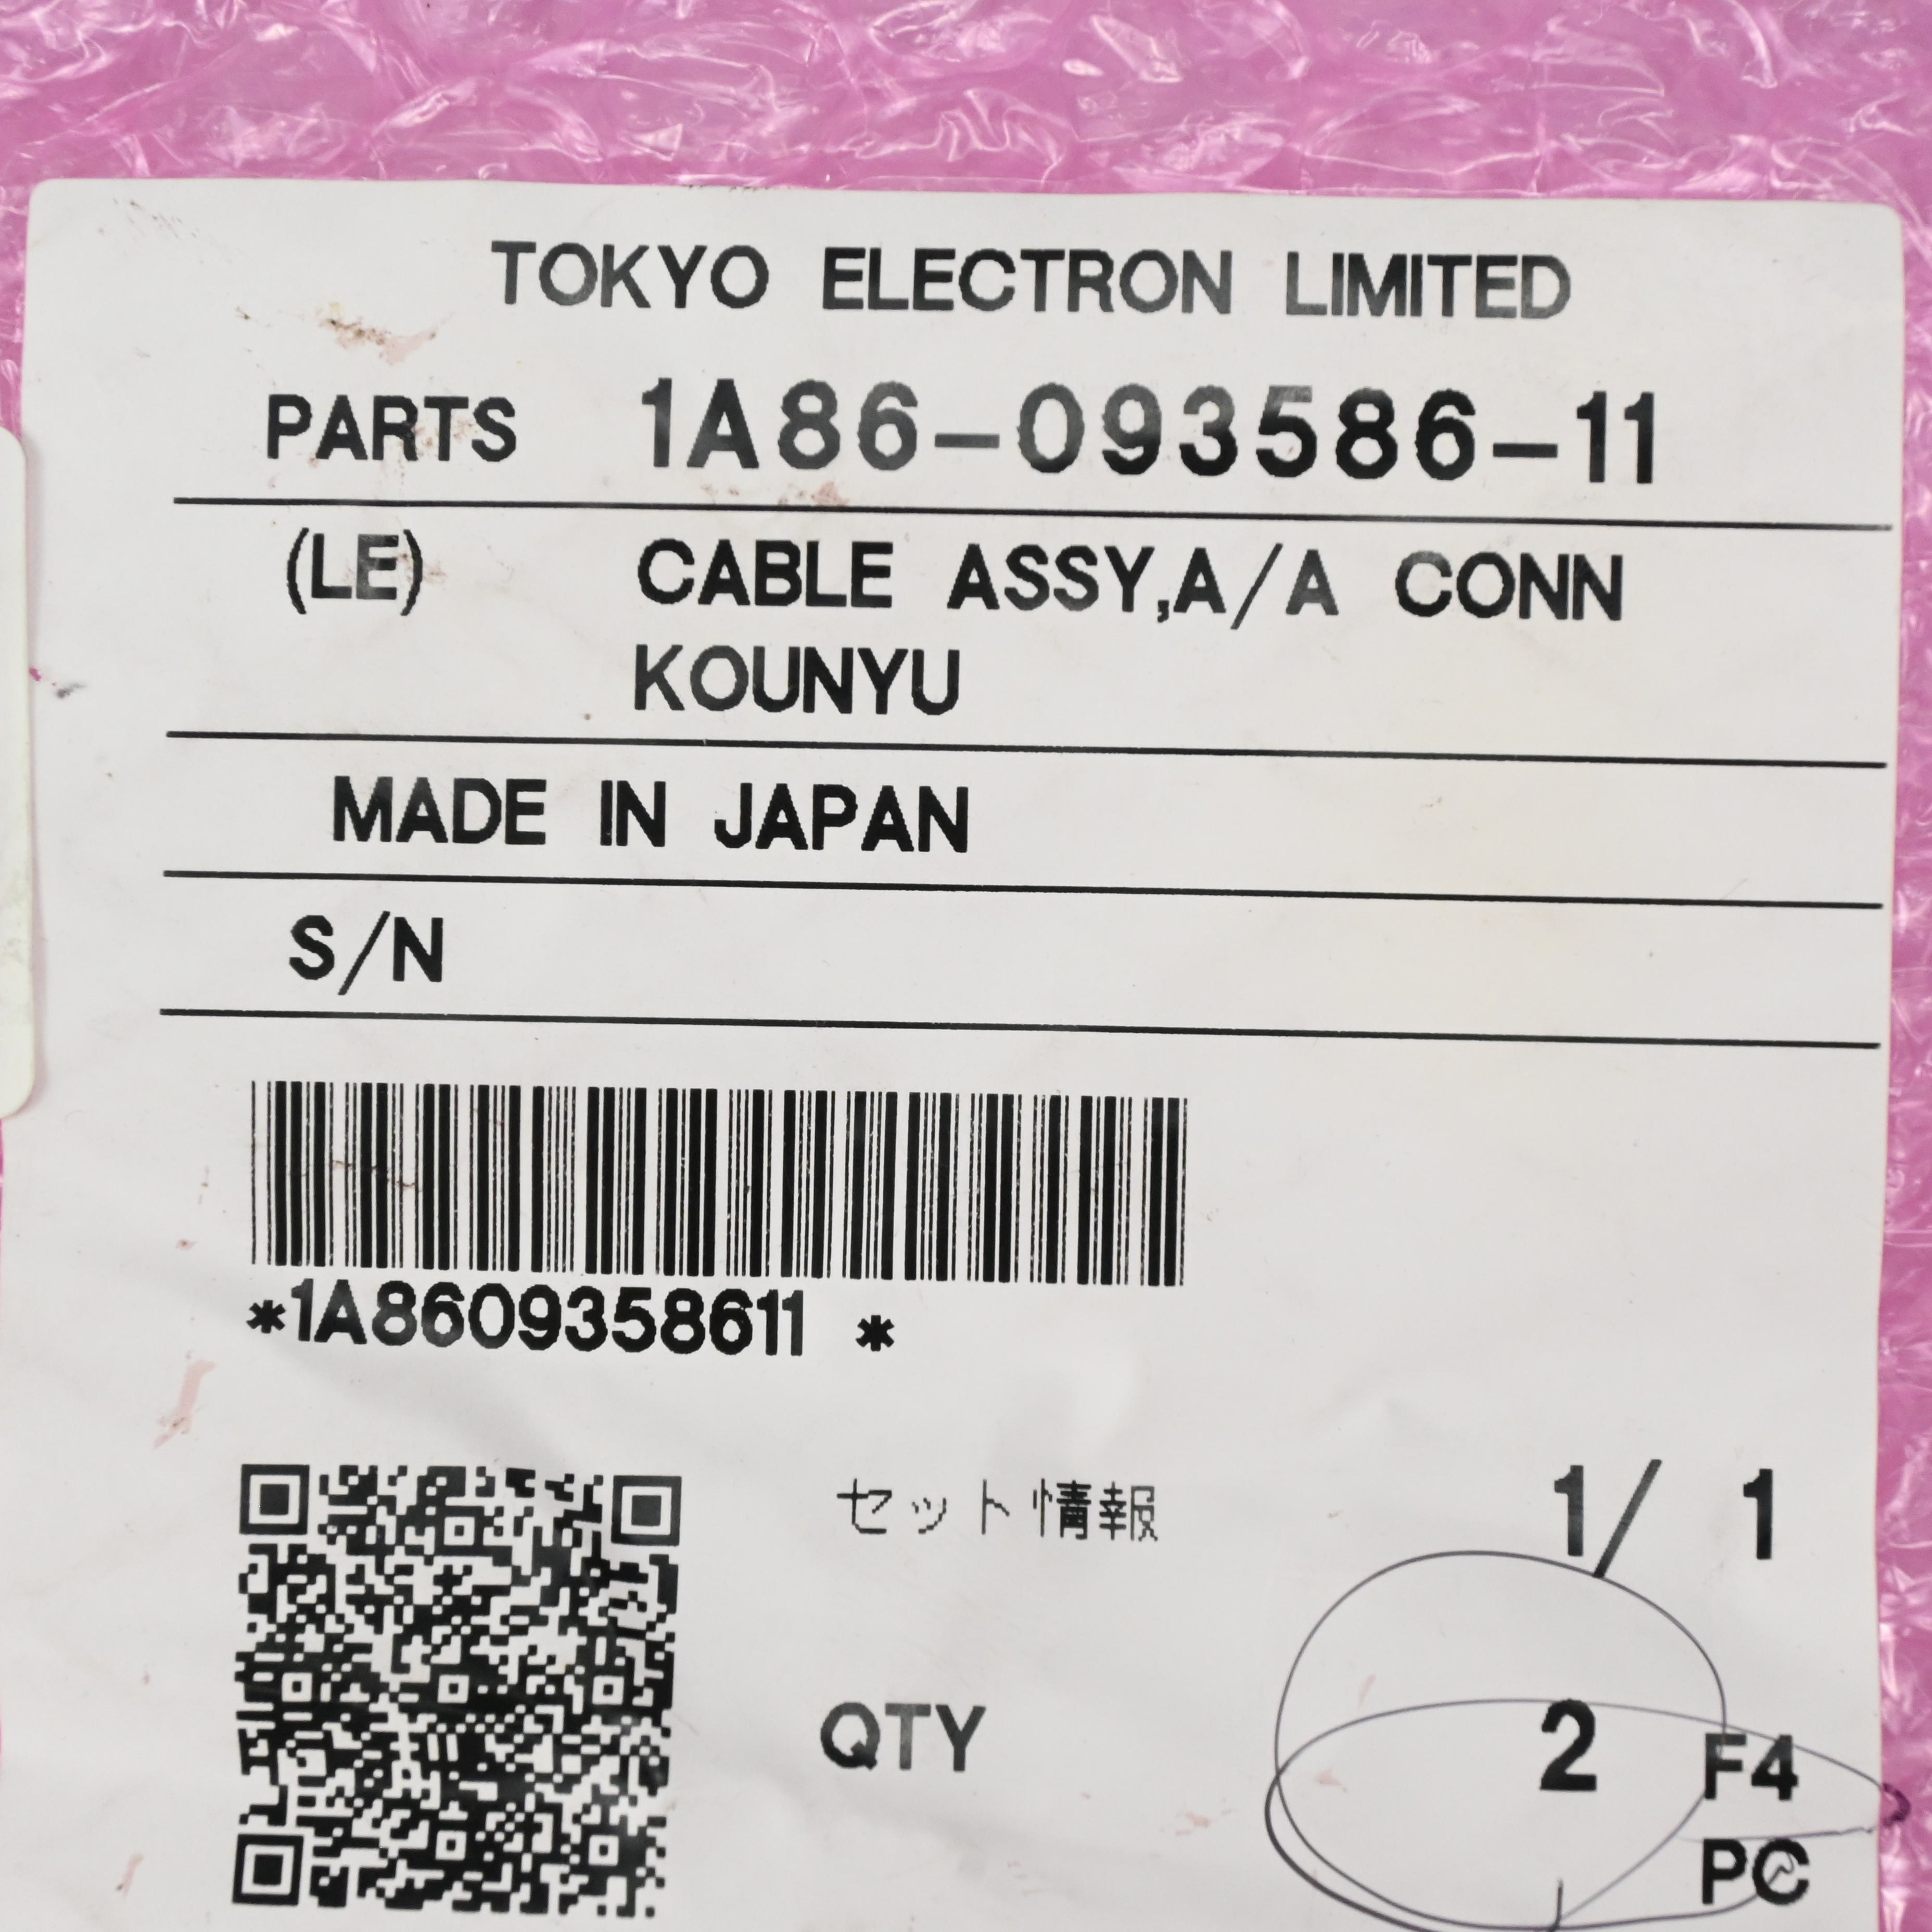 TOKYO ELECTRON LIMITED
PARTS 1A86-093586-11
(LE) CABLE ASSY,A/A CONN
KOUNYU
MADE IN JAPAN
S/N
*1A8609358611 *
セット情報 1/ 1
QTY 2 F4
PC